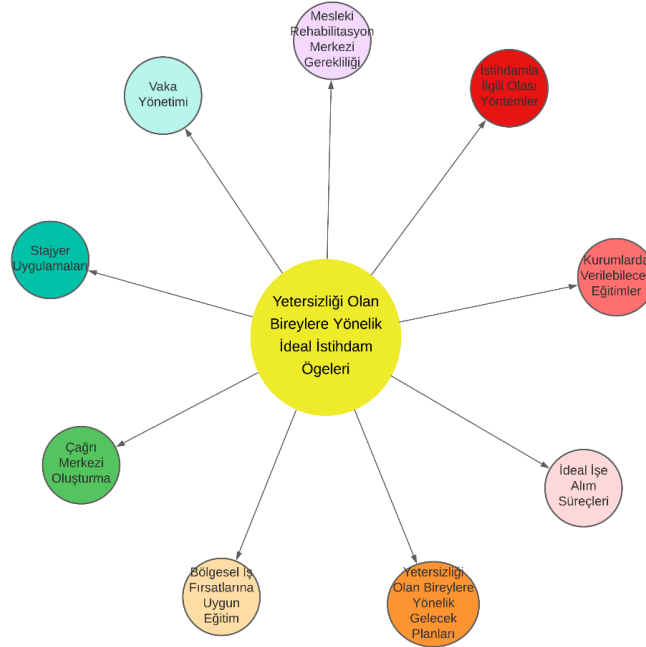 Mesleki
Rehabilitasyon
Merkezi
Gerekliliği
İstihdamla
İlgili Olası
Yöntemler
Vaka
Yönetimi
Stajyer
Uygulamaları
Kurumlarda
Verilebilecek
Eğitimler
Yetersizliği Olan
Bireylere Yönelik
İdeal İstihdam
Ögeleri
Çağrı
Merkezi
Oluşturma
İdeal İşe
Alım
Süreçleri
Bölgesel İş
Fırsatlarına
Uygun
Eğitim
Yetersizliği
Olan Bireylere
Yönelik
Gelecek
Planları